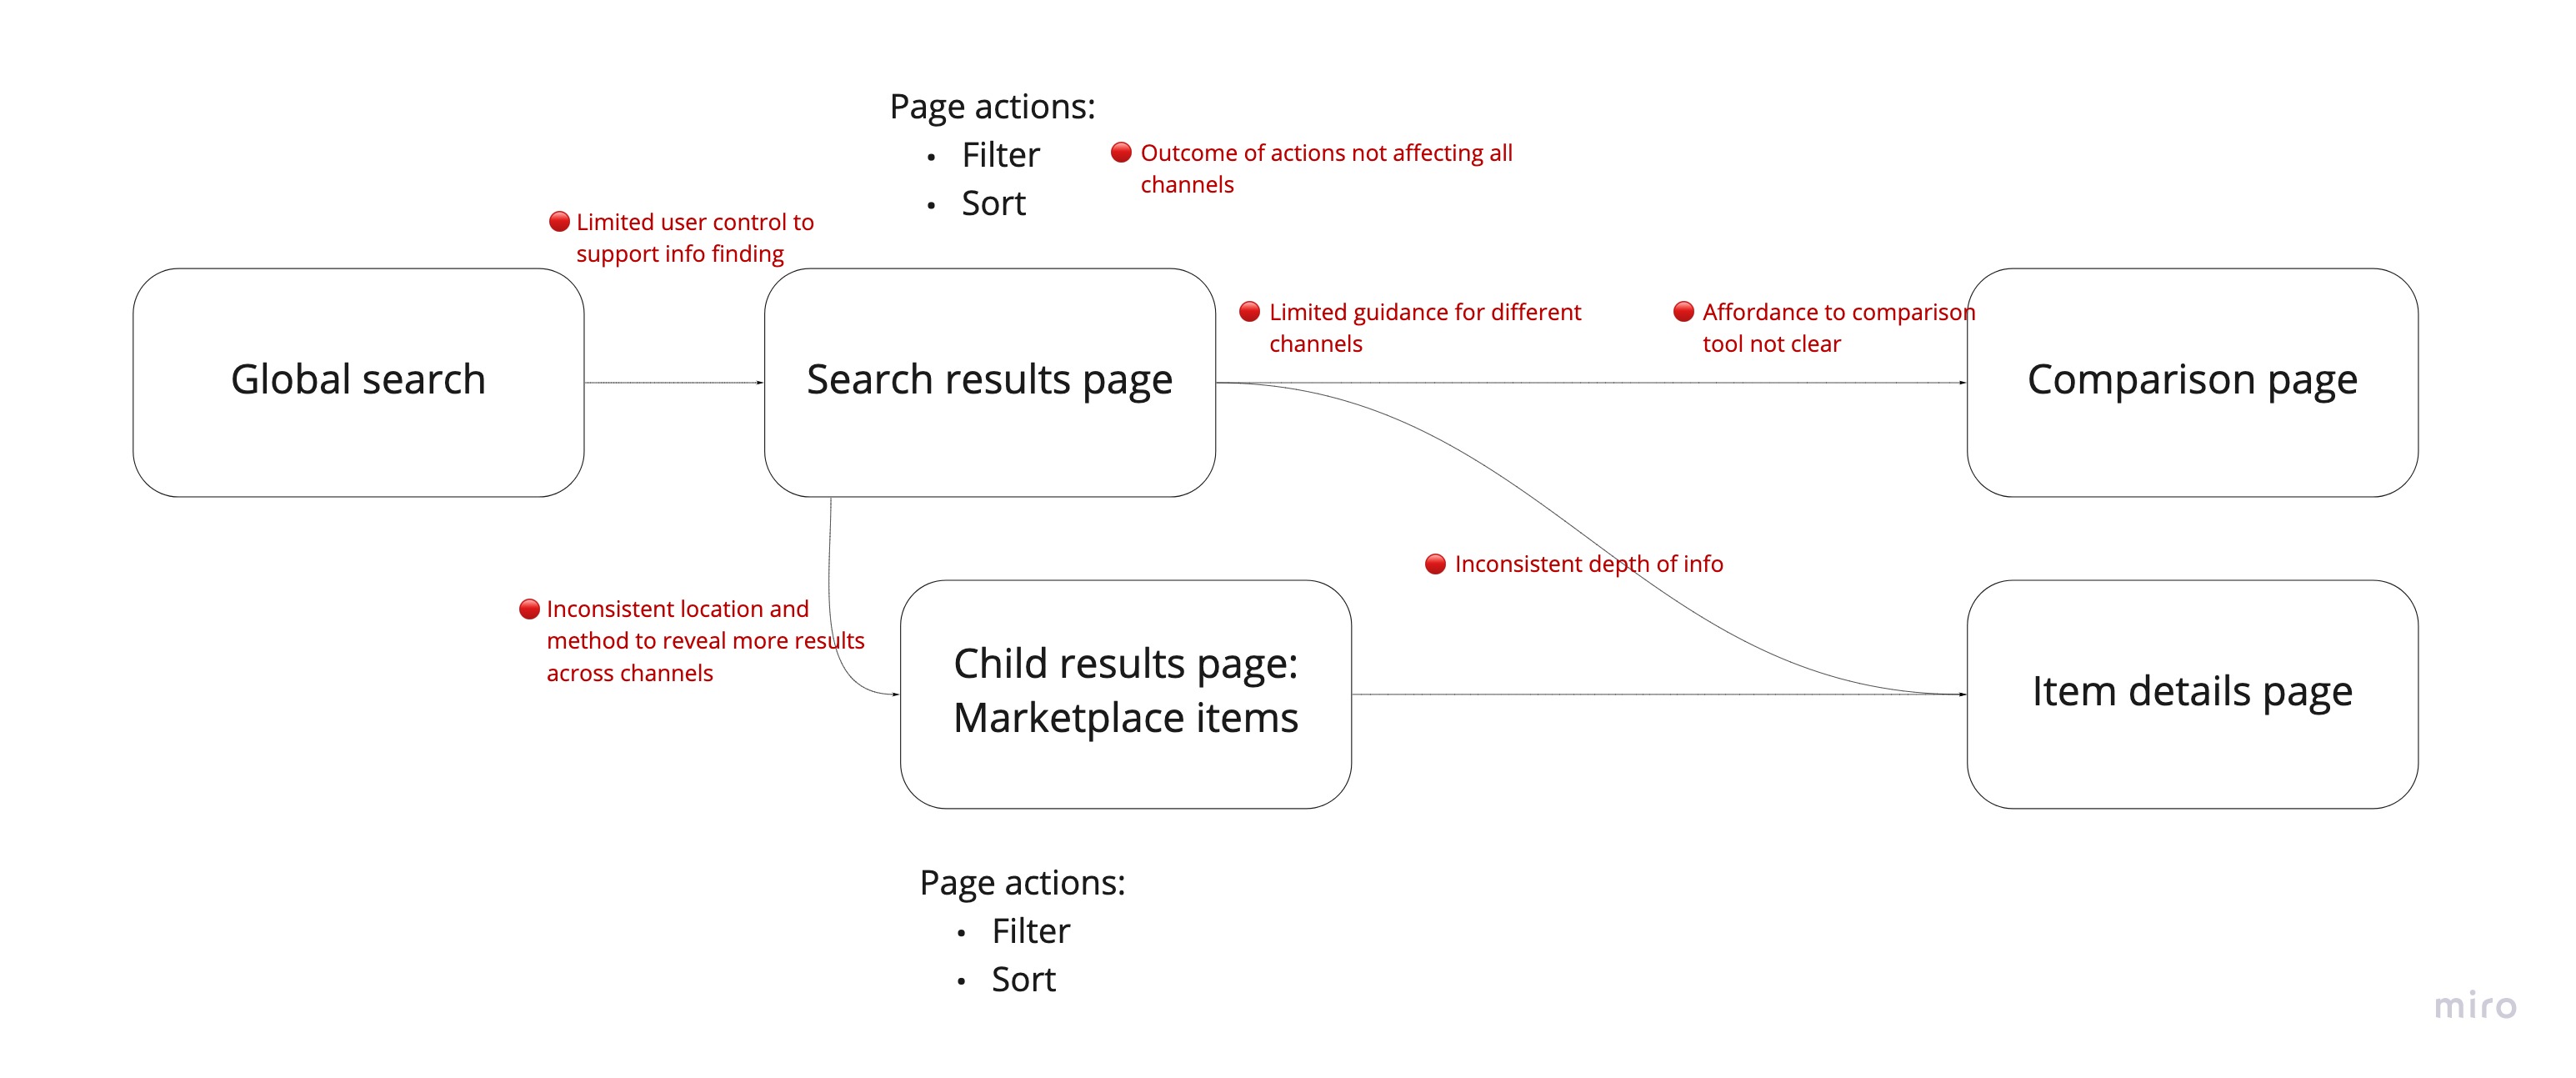 Page actions:
• Filter
• Sort
Outcome of actions not affecting all
channels
Limited user control to
support info finding
Global search
Search results page
Limited guidance for different
channels
Affordance to comparison
tool not clear
Comparison page
Inconsistent location and
method to reveal more results
across channels
Child results page:
Marketplace items
Inconsistent depth of info
Item details page
Page actions:
• Filter
• Sort
miro